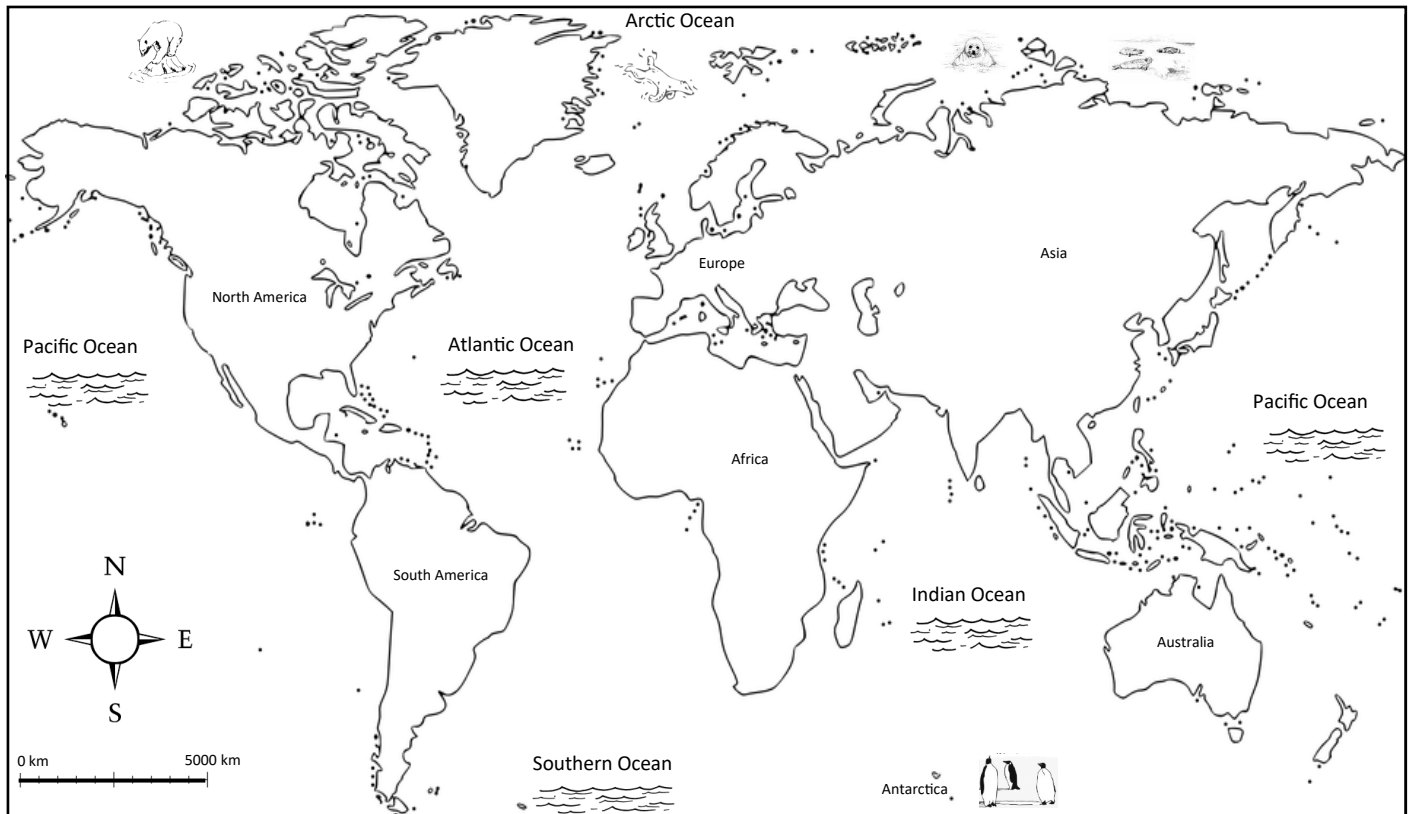 Arctic Ocean
Europe
Asia
North America
Pacific Ocean
Atlantic Ocean
Pacific Ocean
Africa
N
South America
Indian Ocean
W
E
Australia
S
0 km
5000 km
Southern Ocean
Antarctica